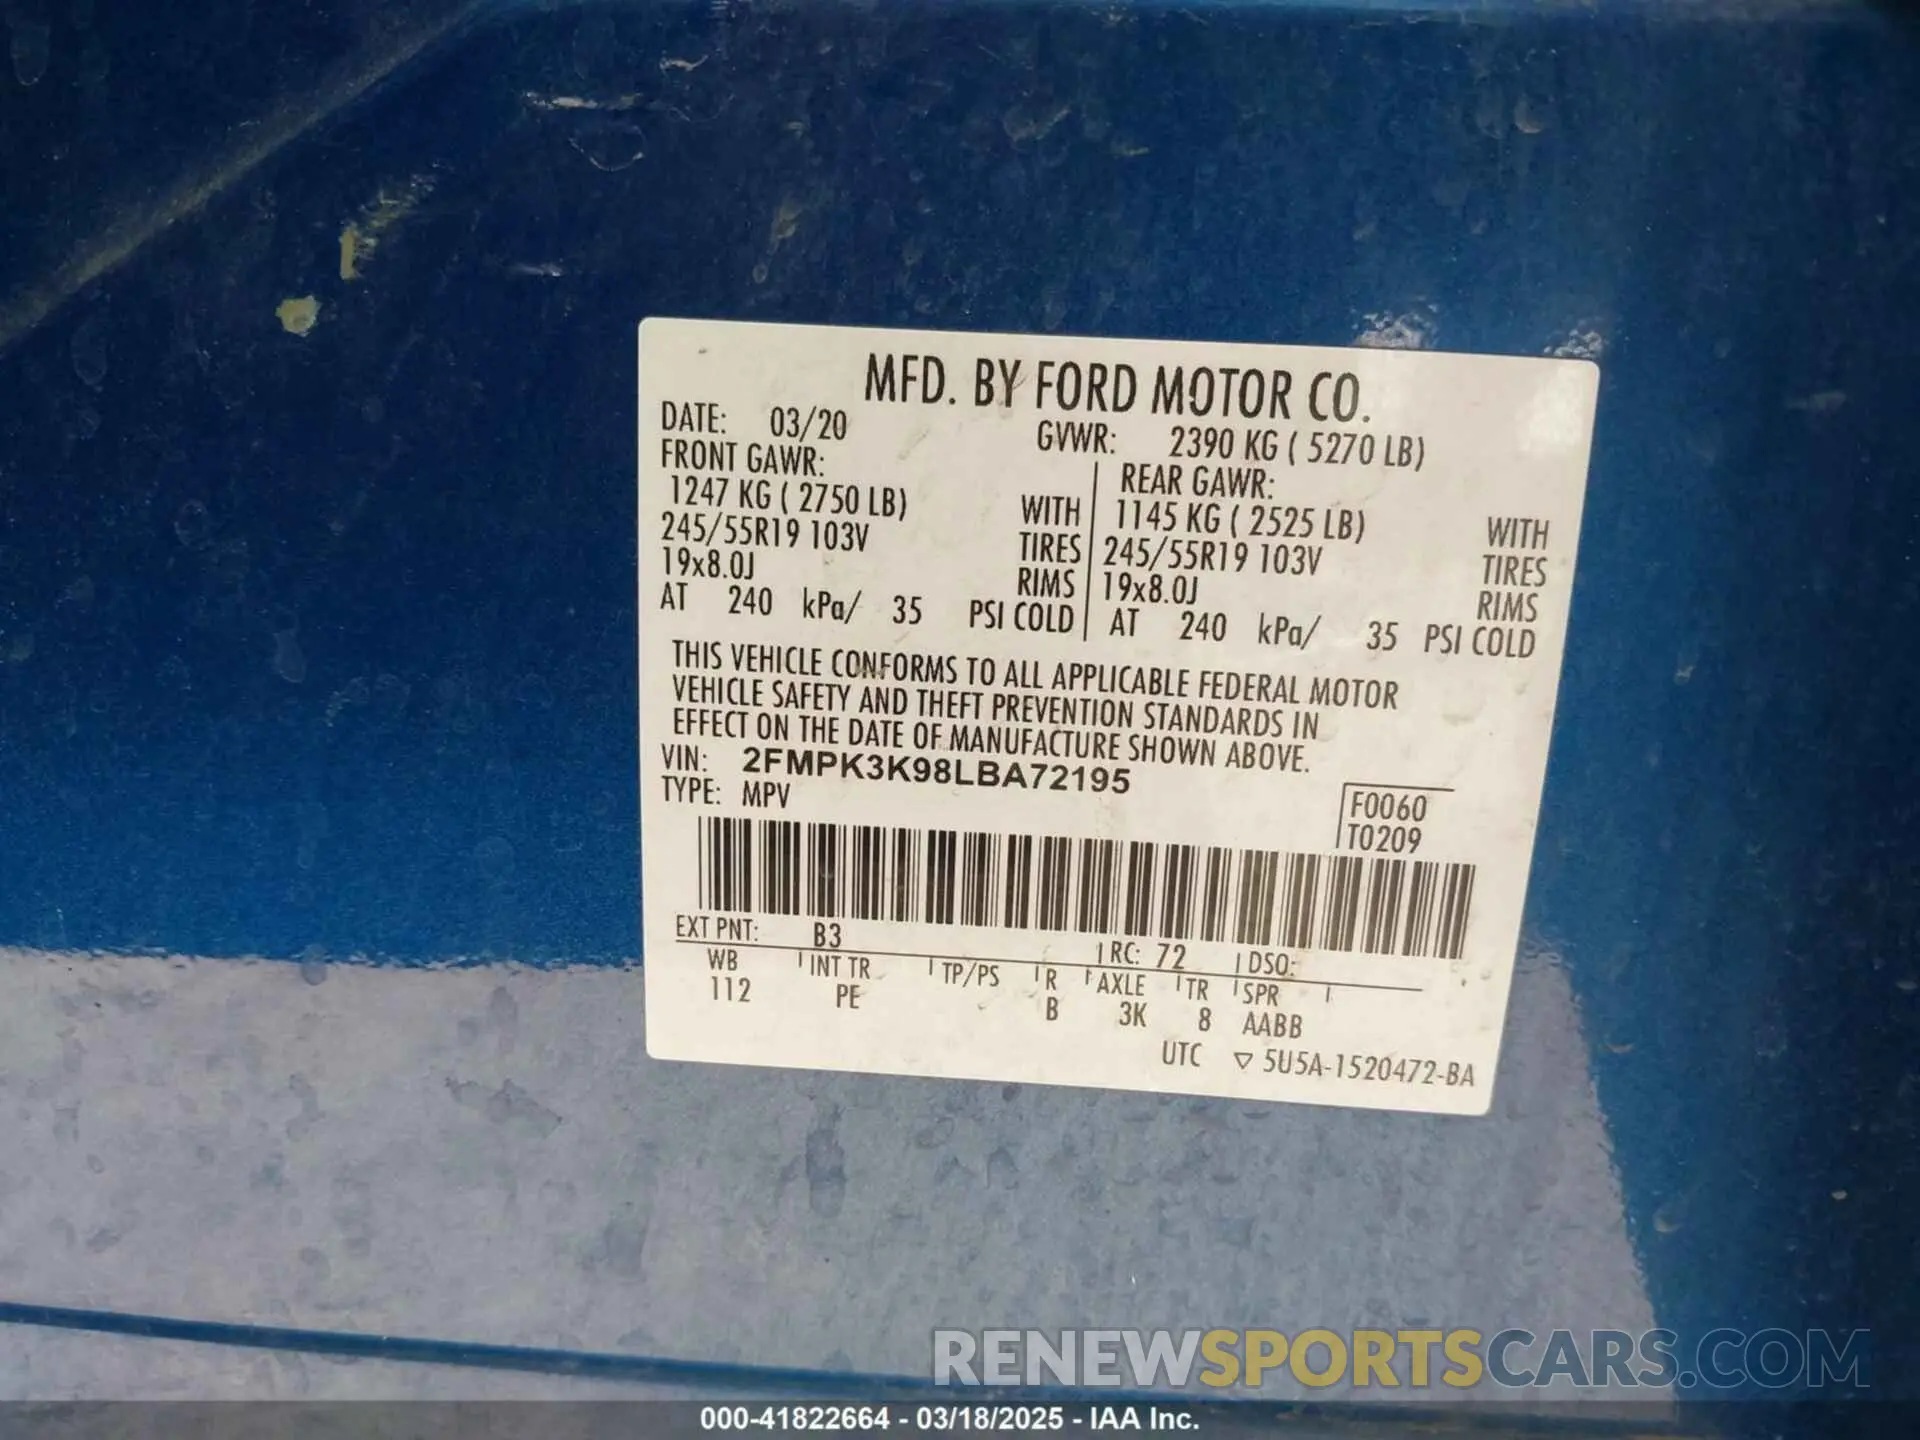 MFD. BY FORD MOTOR CO.
DATE: 03/20 GVWR: 2390 KG ( 5270 LB)
FRONT GAWR: REAR GAWR:
1247 KG ( 2750 LB) WITH 1145 KG ( 2525 LB) WITH
245/55R19 103V TIRES 245/55R19 103V TIRES
19x8.0J RIMS 19x8.0J RIMS
AT 240 kPa/ 35 PSI COLD AT 240 kPa/ 35 PSI COLD
THIS VEHICLE CONFORMS TO ALL APPLICABLE FEDERAL MOTOR
VEHICLE SAFETY AND THEFT PREVENTION STANDARDS IN
EFFECT ON THE DATE OF MANUFACTURE SHOWN ABOVE.
VIN: 2FMPK3K98LBA72195
TYPE: MPV
F0060
T0209
EXT PNT: B3 RC: 72 DSO:
WB INT TR TP/PS R AXLE TR SPR
112 PE B 3K 8 AABB
UTC ▽ 5U5A-1520472-BA
RENEWSPORTSCARS.COM
000-41822664 - 03/18/2025 - IAA Inc.